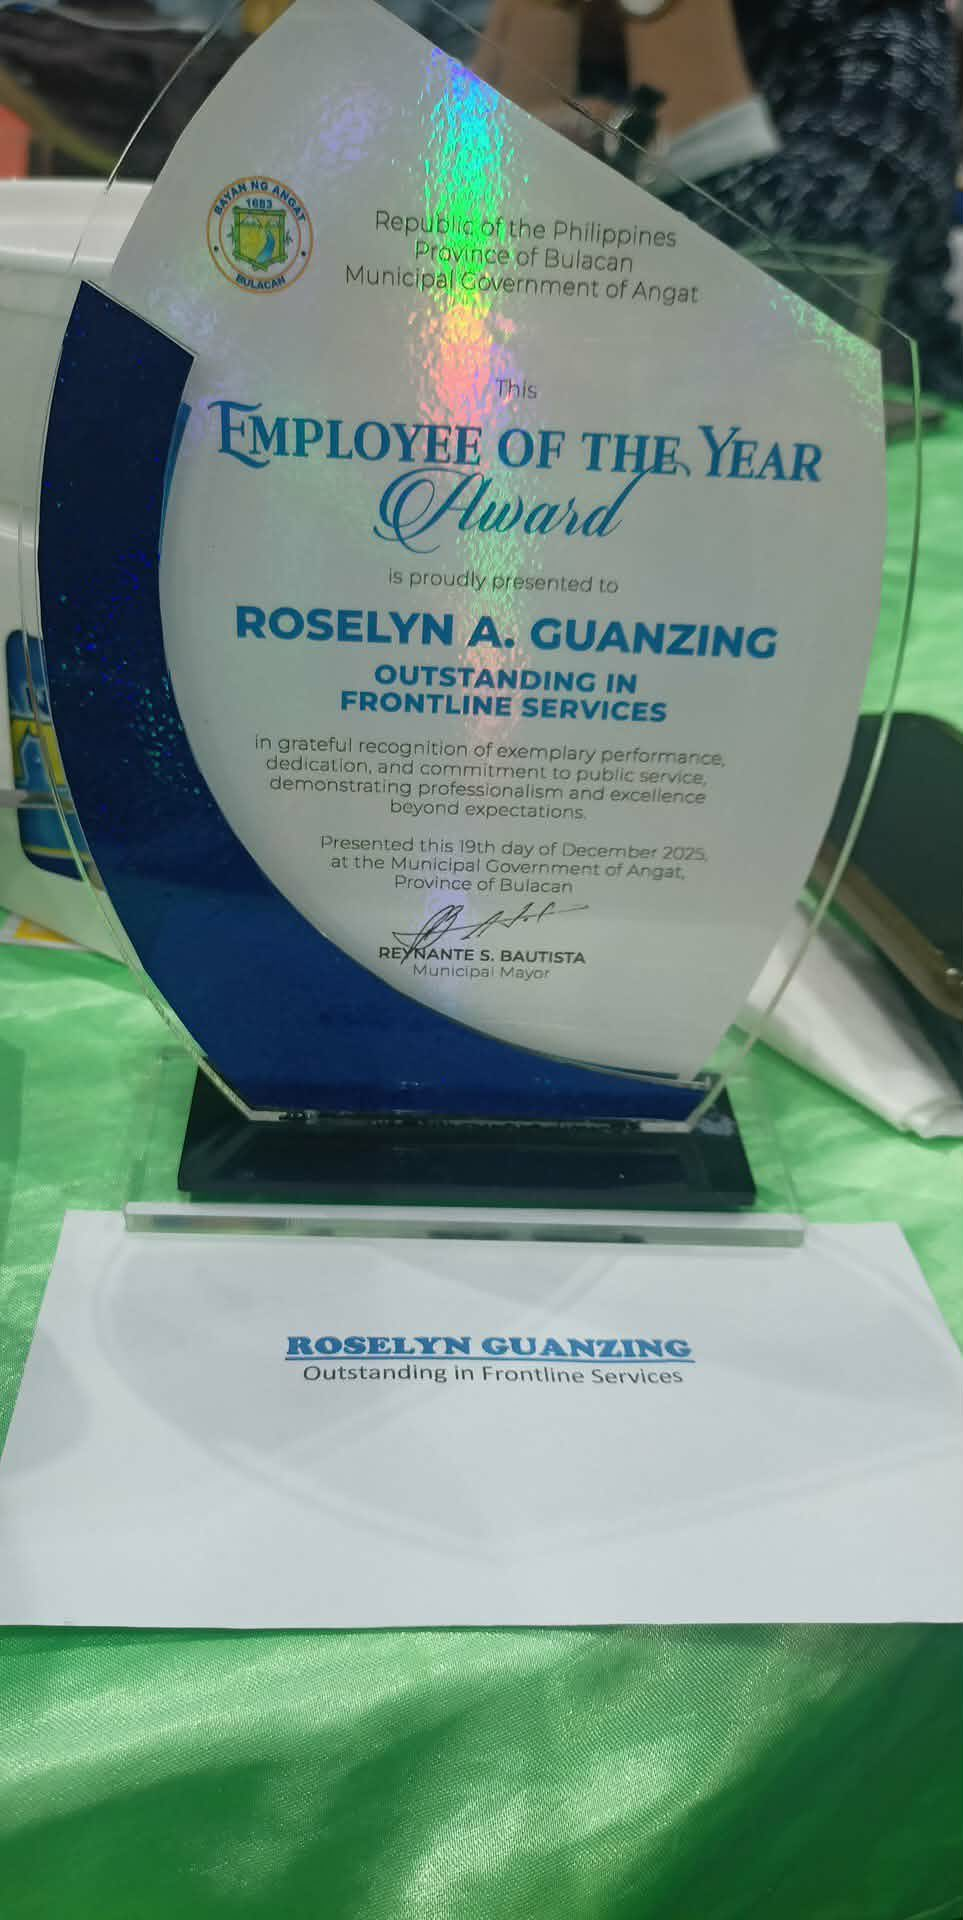 BAYAN NG ANGAT
1683
BULACAN
Republic of the Philippines
Province of Bulacan
Municipal Government of Angat
This
EMPLOYEE OF THE YEAR
Award
is proudly presented to
ROSELYN A. GUANZING
OUTSTANDING IN
FRONTLINE SERVICES
in grateful recognition of exemplary performance,
dedication, and commitment to public service,
demonstrating professionalism and excellence
beyond expectations.
Presented this 19th day of December 2025,
at the Municipal Government of Angat,
Province of Bulacan
REYNANTE S. BAUTISTA
Municipal Mayor
ROSELYN GUANZING
Outstanding in Frontline Services